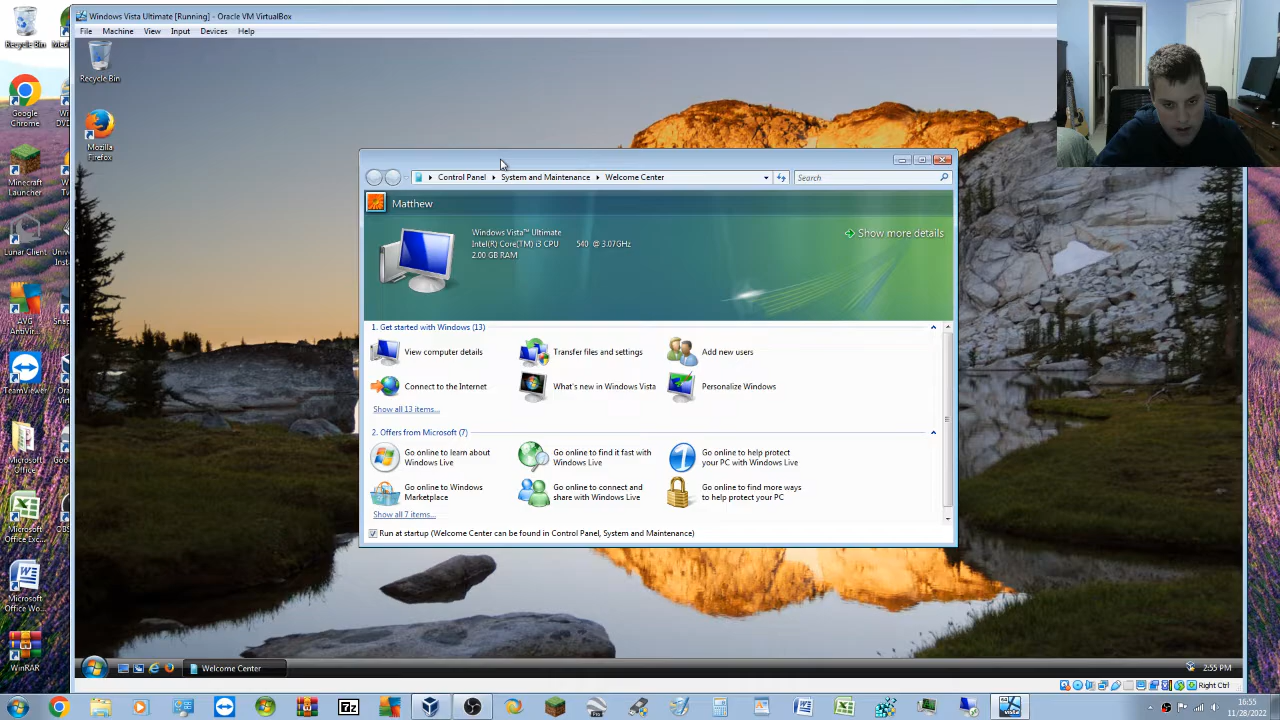 Windows Vista Ultimate [Running] - Oracle VM VirtualBox
File Machine View Input Devices Help
Recycle Bin
Google Chrome
Minecraft Launcher
Lunar Client
AVG AntiVir...
TeamViewer
Microsoft Office
Microsoft Office Exc...
Microsoft Office Wo...
WinRAR
Recycle Bin
Mozilla Firefox
Control Panel System and Maintenance Welcome Center
Search
Matthew
Windows Vista™ Ultimate
Intel(R) Core(TM) i3 CPU 540 @ 3.07GHz
2.00 GB RAM
Show more details
1. Get started with Windows (13)
View computer details
Transfer files and settings
Add new users
Connect to the Internet
What's new in Windows Vista
Personalize Windows
Show all 13 items...
2. Offers from Microsoft (7)
Go online to learn about Windows Live
Go online to find it fast with Windows Live
Go online to help protect your PC with Windows Live
Go online to Windows Marketplace
Go online to connect and share with Windows Live
Go online to find more ways to help protect your PC
Show all 7 items...
Run at startup (Welcome Center can be found in Control Panel, System and Maintenance)
Welcome Center
2:55 PM
Right Ctrl
16:55
11/28/2022